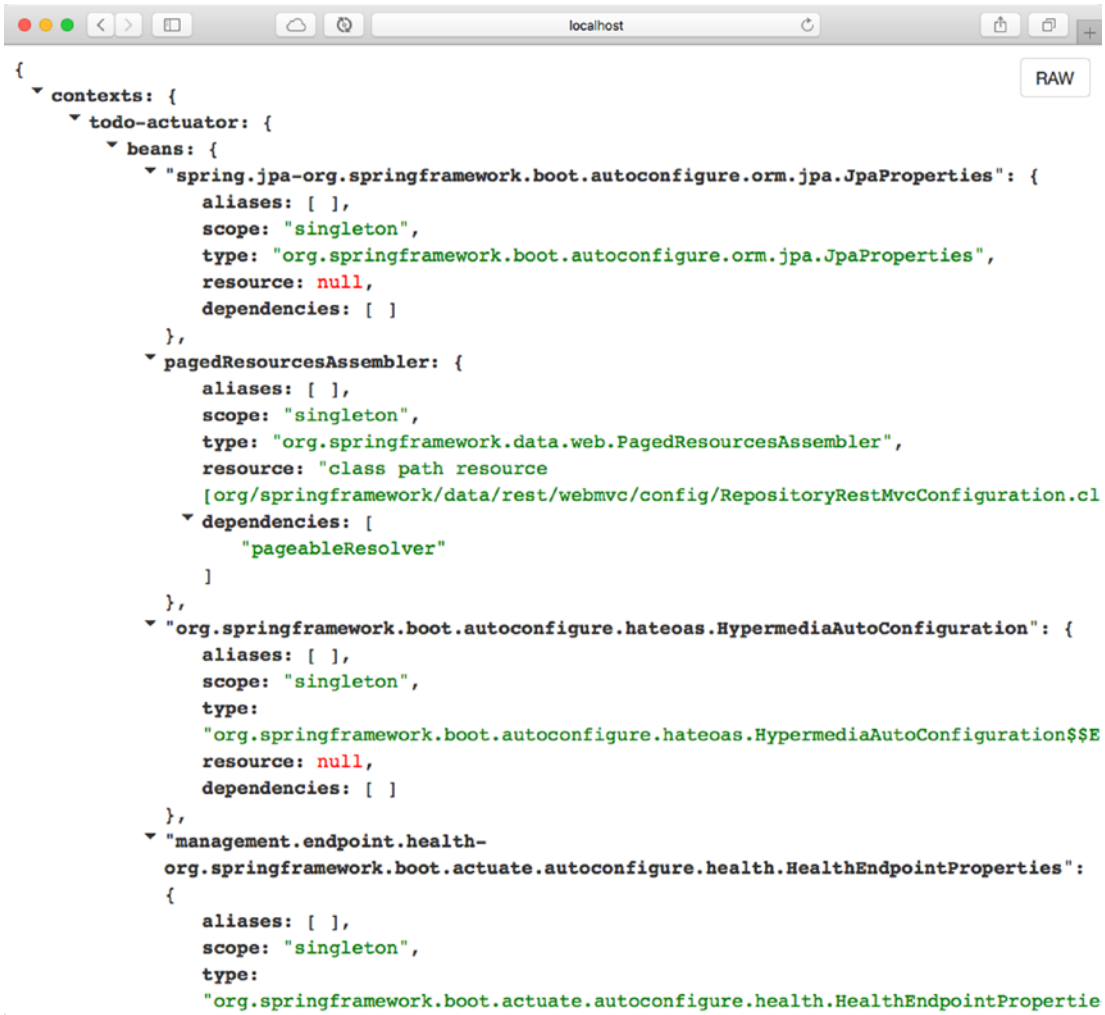 localhost
RAW
{
contexts: {
todo-actuator: {
beans: {
"spring.jpa-org.springframework.boot.autoconfigure.orm.jpa.JpaProperties": {
aliases: [ ],
scope: "singleton",
type: "org.springframework.boot.autoconfigure.orm.jpa.JpaProperties",
resource: null,
dependencies: [ ]
},
pagedResourcesAssembler: {
aliases: [ ],
scope: "singleton",
type: "org.springframework.data.web.PagedResourcesAssembler",
resource: "class path resource
[org/springframework/data/rest/webmvc/config/RepositoryRestMvcConfiguration.cl
dependencies: [
"pageableResolver"
]
},
"org.springframework.boot.autoconfigure.hateoas.HypermediaAutoConfiguration": {
aliases: [ ],
scope: "singleton",
type:
"org.springframework.boot.autoconfigure.hateoas.HypermediaAutoConfiguration$$E
resource: null,
dependencies: [ ]
},
"management.endpoint.health-
org.springframework.boot.actuate.autoconfigure.health.HealthEndpointProperties":
{
aliases: [ ],
scope: "singleton",
type:
"org.springframework.boot.actuate.autoconfigure.health.HealthEndpointPropertie